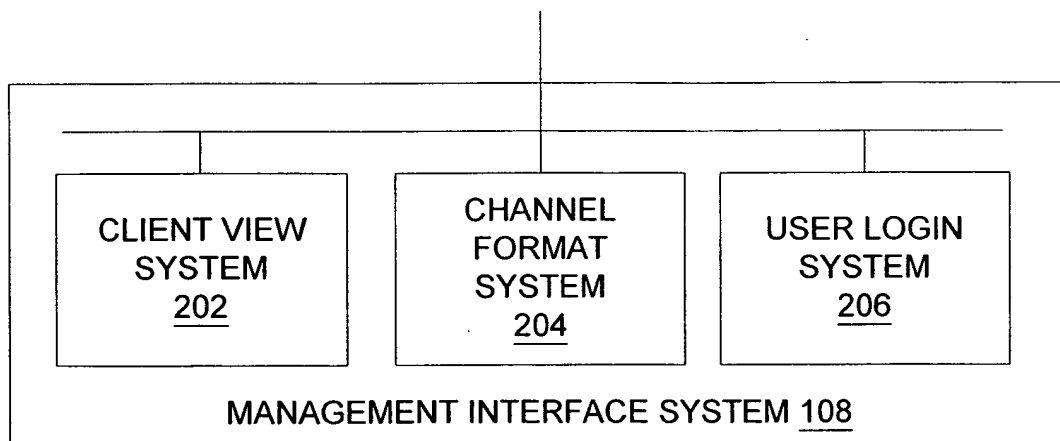 CLIENT VIEW
SYSTEM
202
CHANNEL
FORMAT
SYSTEM
204
USER LOGIN
SYSTEM
206
MANAGEMENT INTERFACE SYSTEM 108